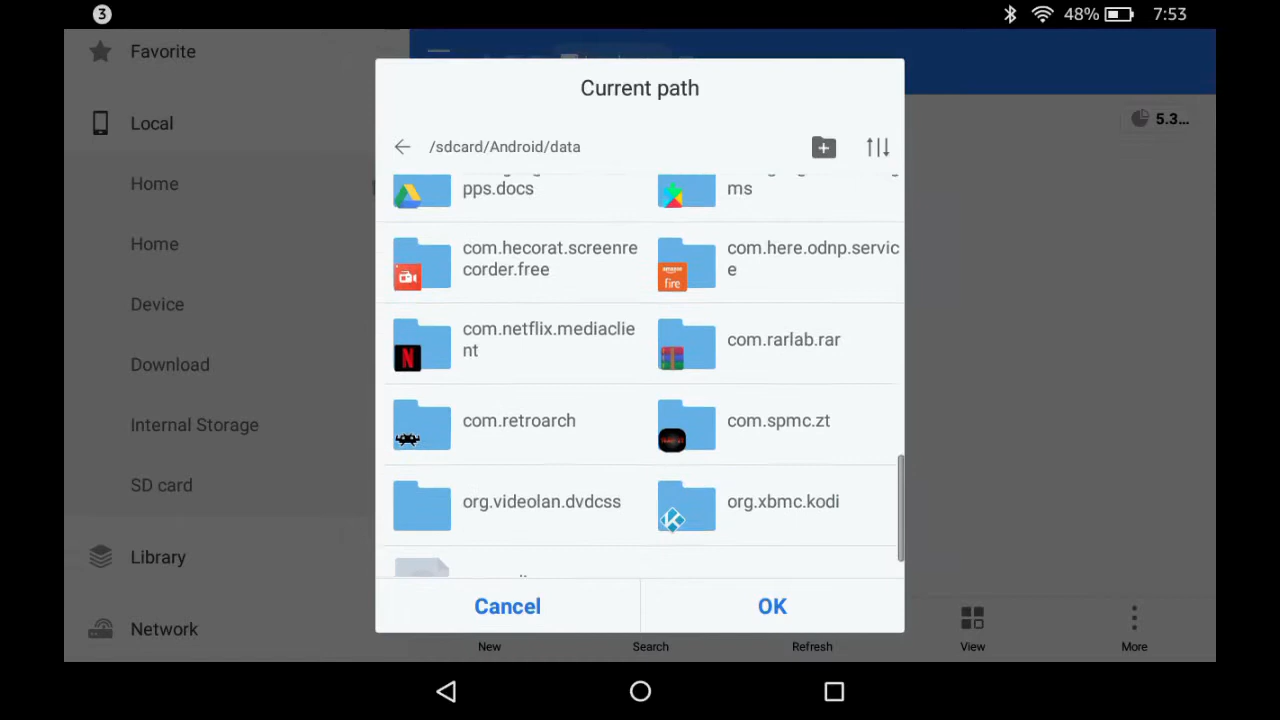 3
48% 7:53
Favorite
Local
Home
Home
Device
Download
Internal Storage
SD card
Library
Network
Current path
/sdcard/Android/data
pps.docs
ms
com.hecorat.screenre
corder.free
com.here.odnp.servic
e
com.netflix.mediaclie
nt
com.rarlab.rar
com.retroarch
com.spmc.zt
org.videolan.dvdcss
org.xbmc.kodi
Cancel
OK
5.3...
New
Search
Refresh
View
More
amazon
fire
N